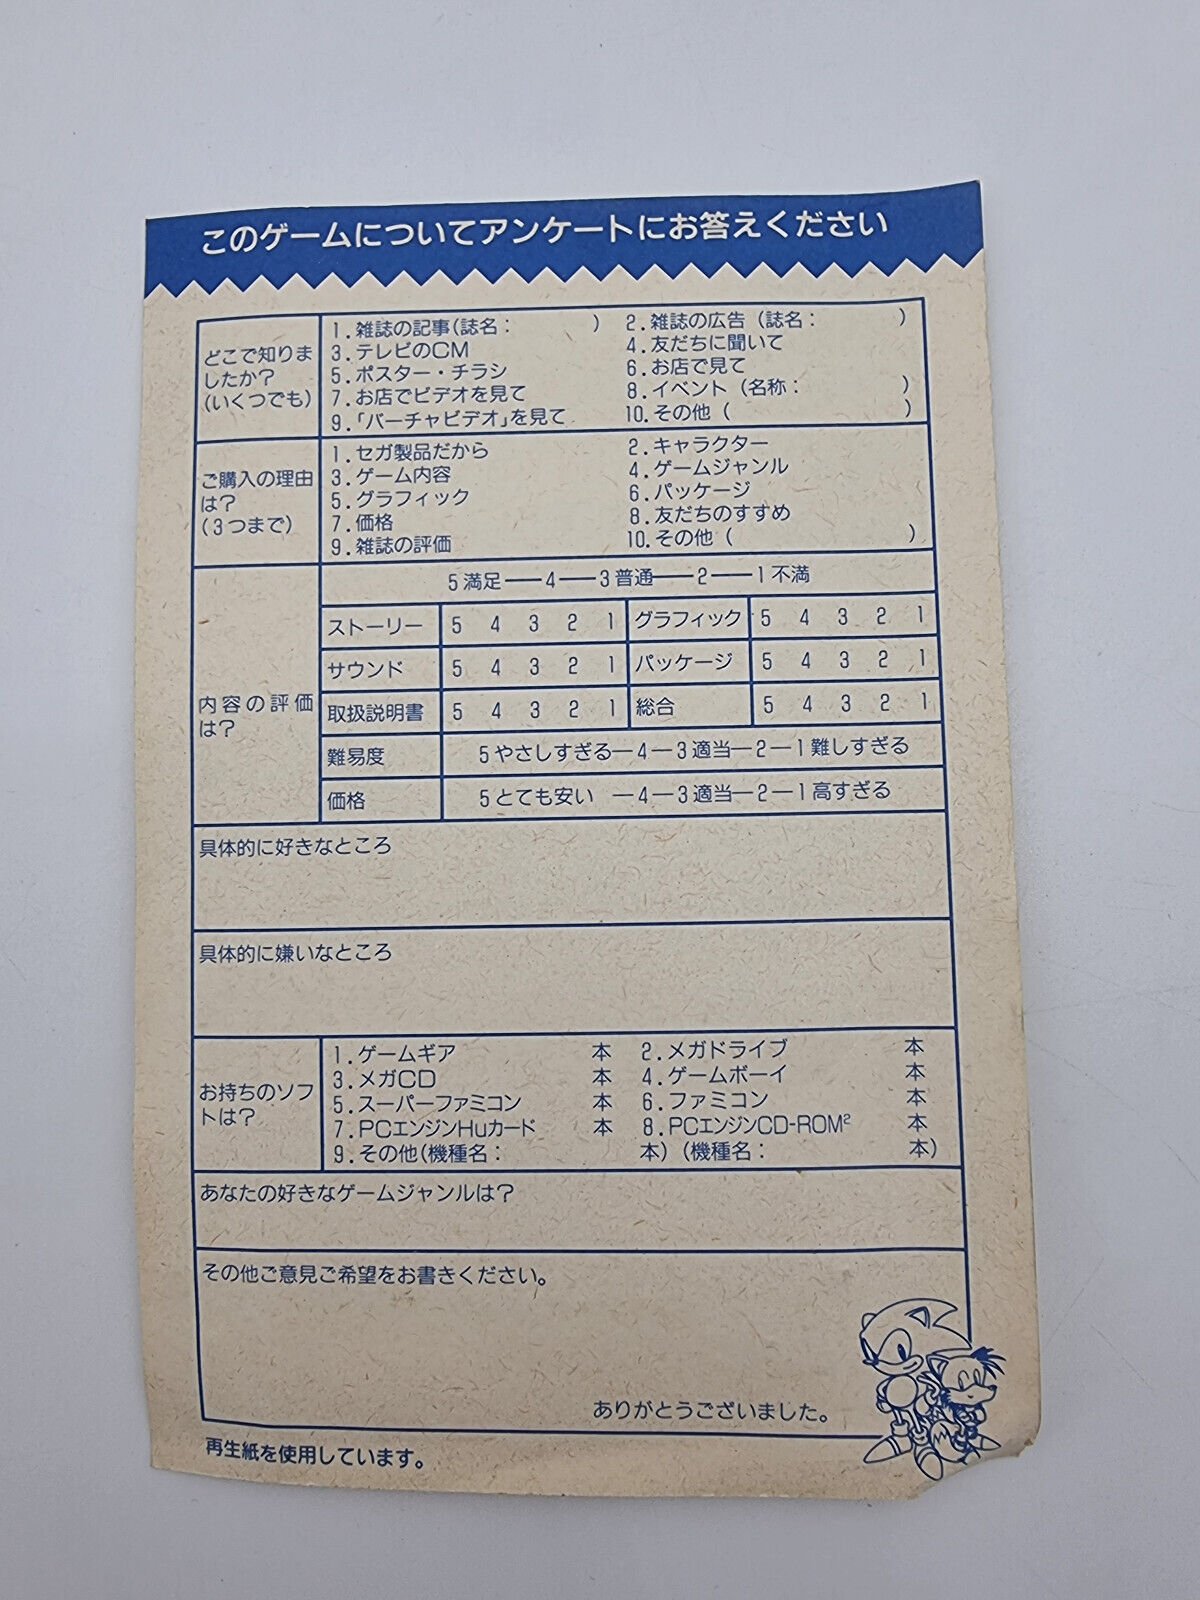 このゲームについてアンケートにお答えください
どこで知りましたか?
(いくつでも)
1.雑誌の記事(誌名: ) 2.雑誌の広告(誌名: )
3.テレビのCM 4.友だちに聞いて
5.ポスター・チラシ 6.お店で見て
7.お店でビデオを見て 8.イベント(名称: )
9.「バーチャビデオ」を見て 10.その他( )
ご購入の理由は?
(3つまで)
1.セガ製品だから 2.キャラクター
3.ゲーム内容 4.ゲームジャンル
5.グラフィック 6.パッケージ
7.価格 8.友だちのすすめ
9.雑誌の評価 10.その他( )
内容の評価は?
5満足——4——3普通——2——1不満
ストーリー 5 4 3 2 1 グラフィック 5 4 3 2 1
サウンド 5 4 3 2 1 パッケージ 5 4 3 2 1
取扱説明書 5 4 3 2 1 総合 5 4 3 2 1
難易度 5やさしすぎる—4—3適当—2—1難しすぎる
価格 5とても安い —4—3適当—2—1高すぎる
具体的に好きなところ
具体的に嫌いなところ
お持ちのソフトは?
1.ゲームギア 本 2.メガドライブ 本
3.メガCD 本 4.ゲームボーイ 本
5.スーパーファミコン 本 6.ファミコン 本
7.PCエンジンHuカード 本 8.PCエンジンCD-ROM² 本
9.その他(機種名: 本)(機種名: 本)
あなたの好きなゲームジャンルは?
その他ご意見ご希望をお書きください。
ありがとうございました。
再生紙を使用しています。